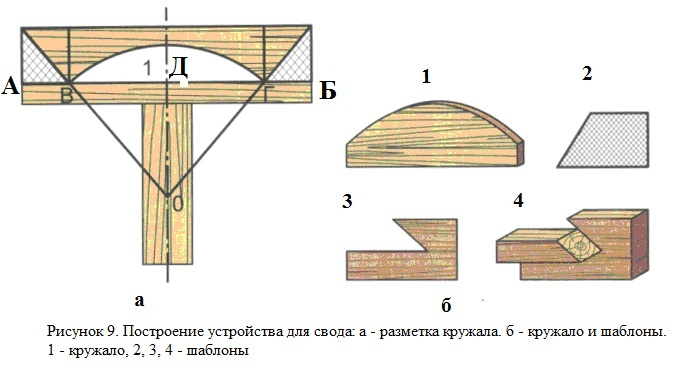 1 Д
А В Г Б
О
а
1 2
3 4
б
Рисунок 9. Построение устройства для свода: а - разметка кружала. б - кружало и шаблоны.
1 - кружало, 2, 3, 4 - шаблоны